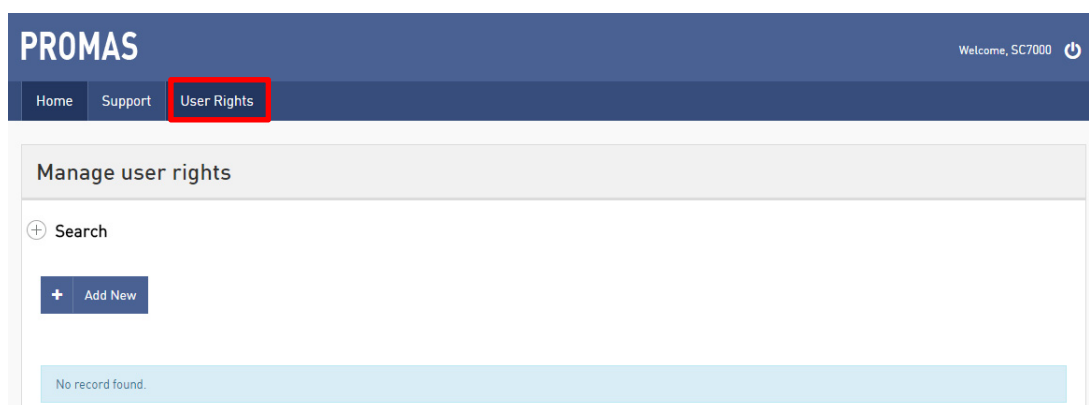 PROMAS
Welcome, SC7000
Home Support User Rights
Manage user rights
Search
Add New
No record found.